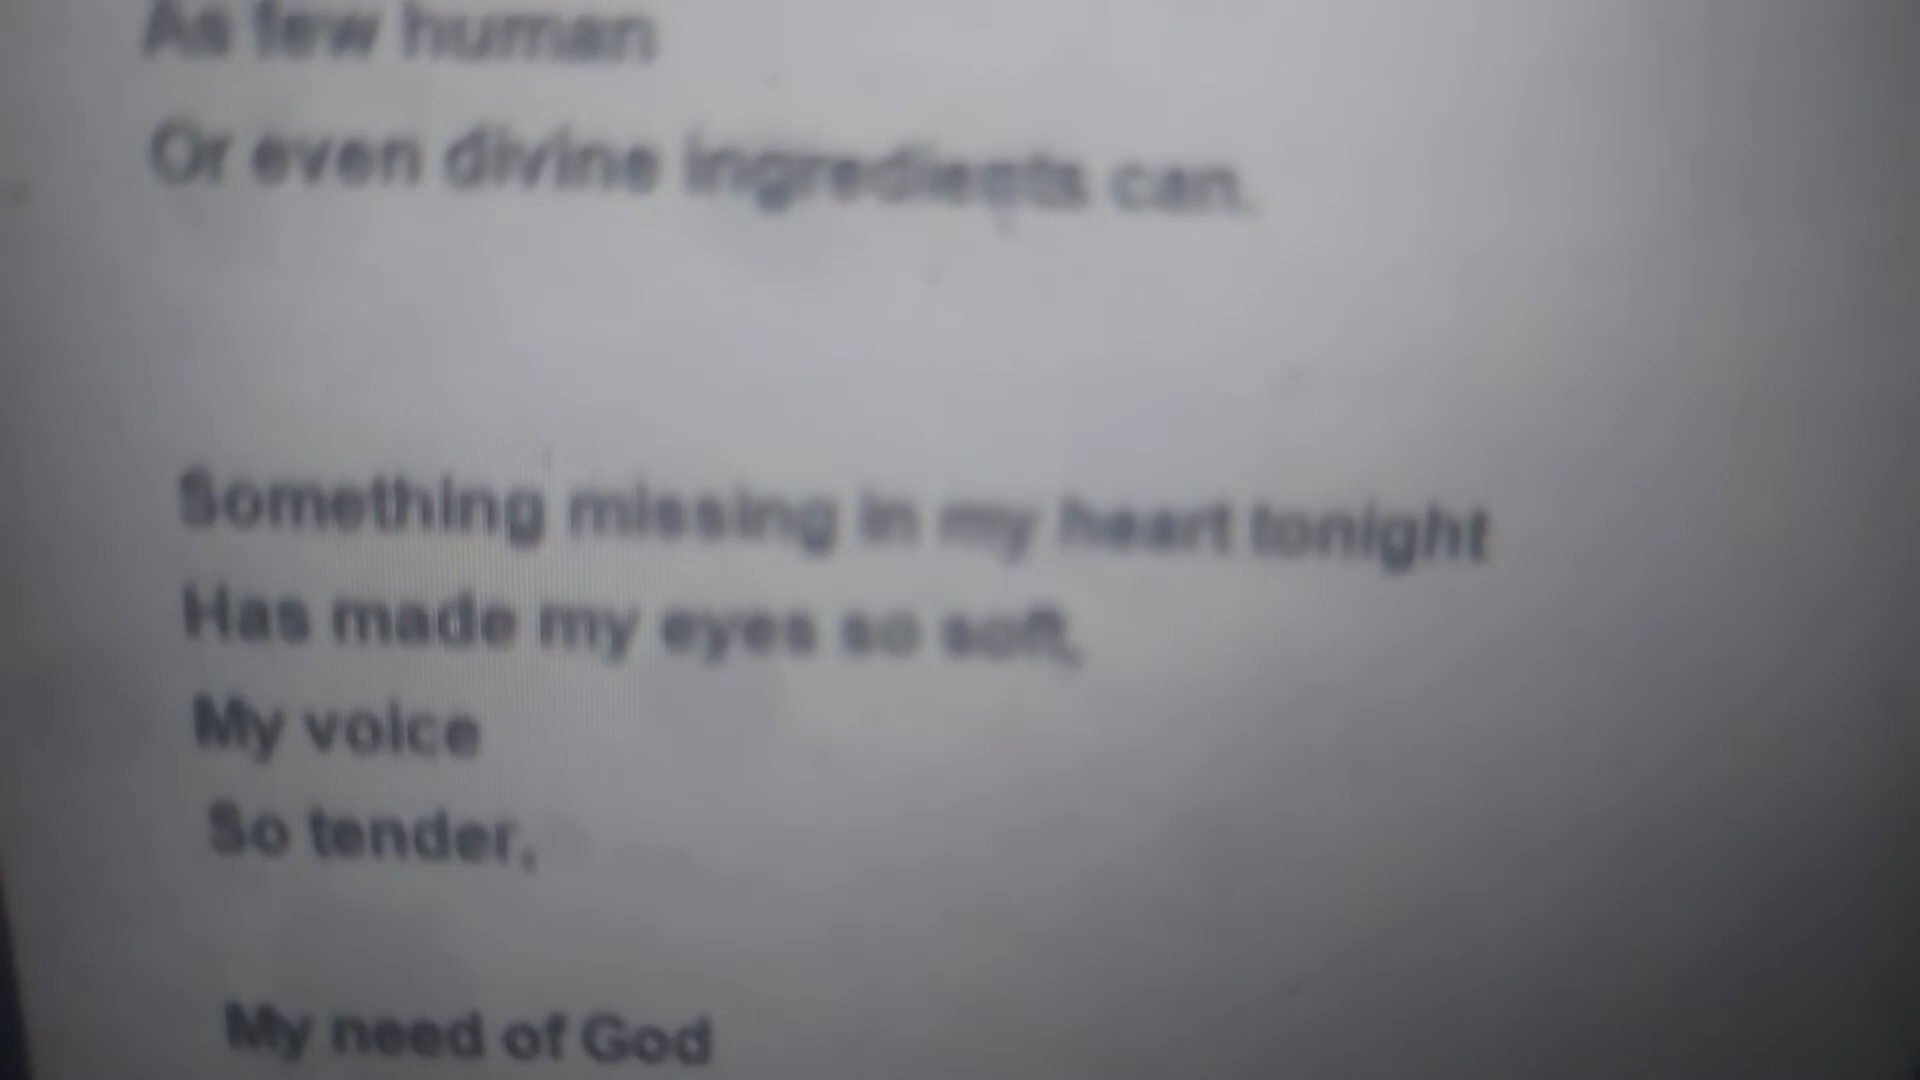 As few human
Or even divine ingredients can.
Something missing in my heart tonight
Has made my eyes so soft,
My voice
So tender,
My need of God